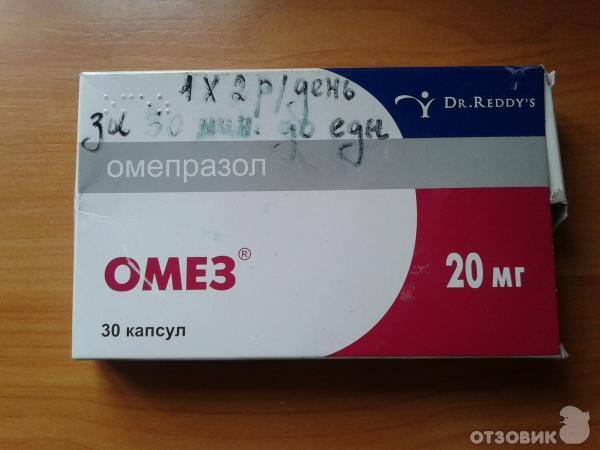 1 X 2 р/день
за 30 мин. до еды
DR.REDDY'S
омепразол
ОМЕЗ®
20 мг
30 капсул
ОТЗОВИК